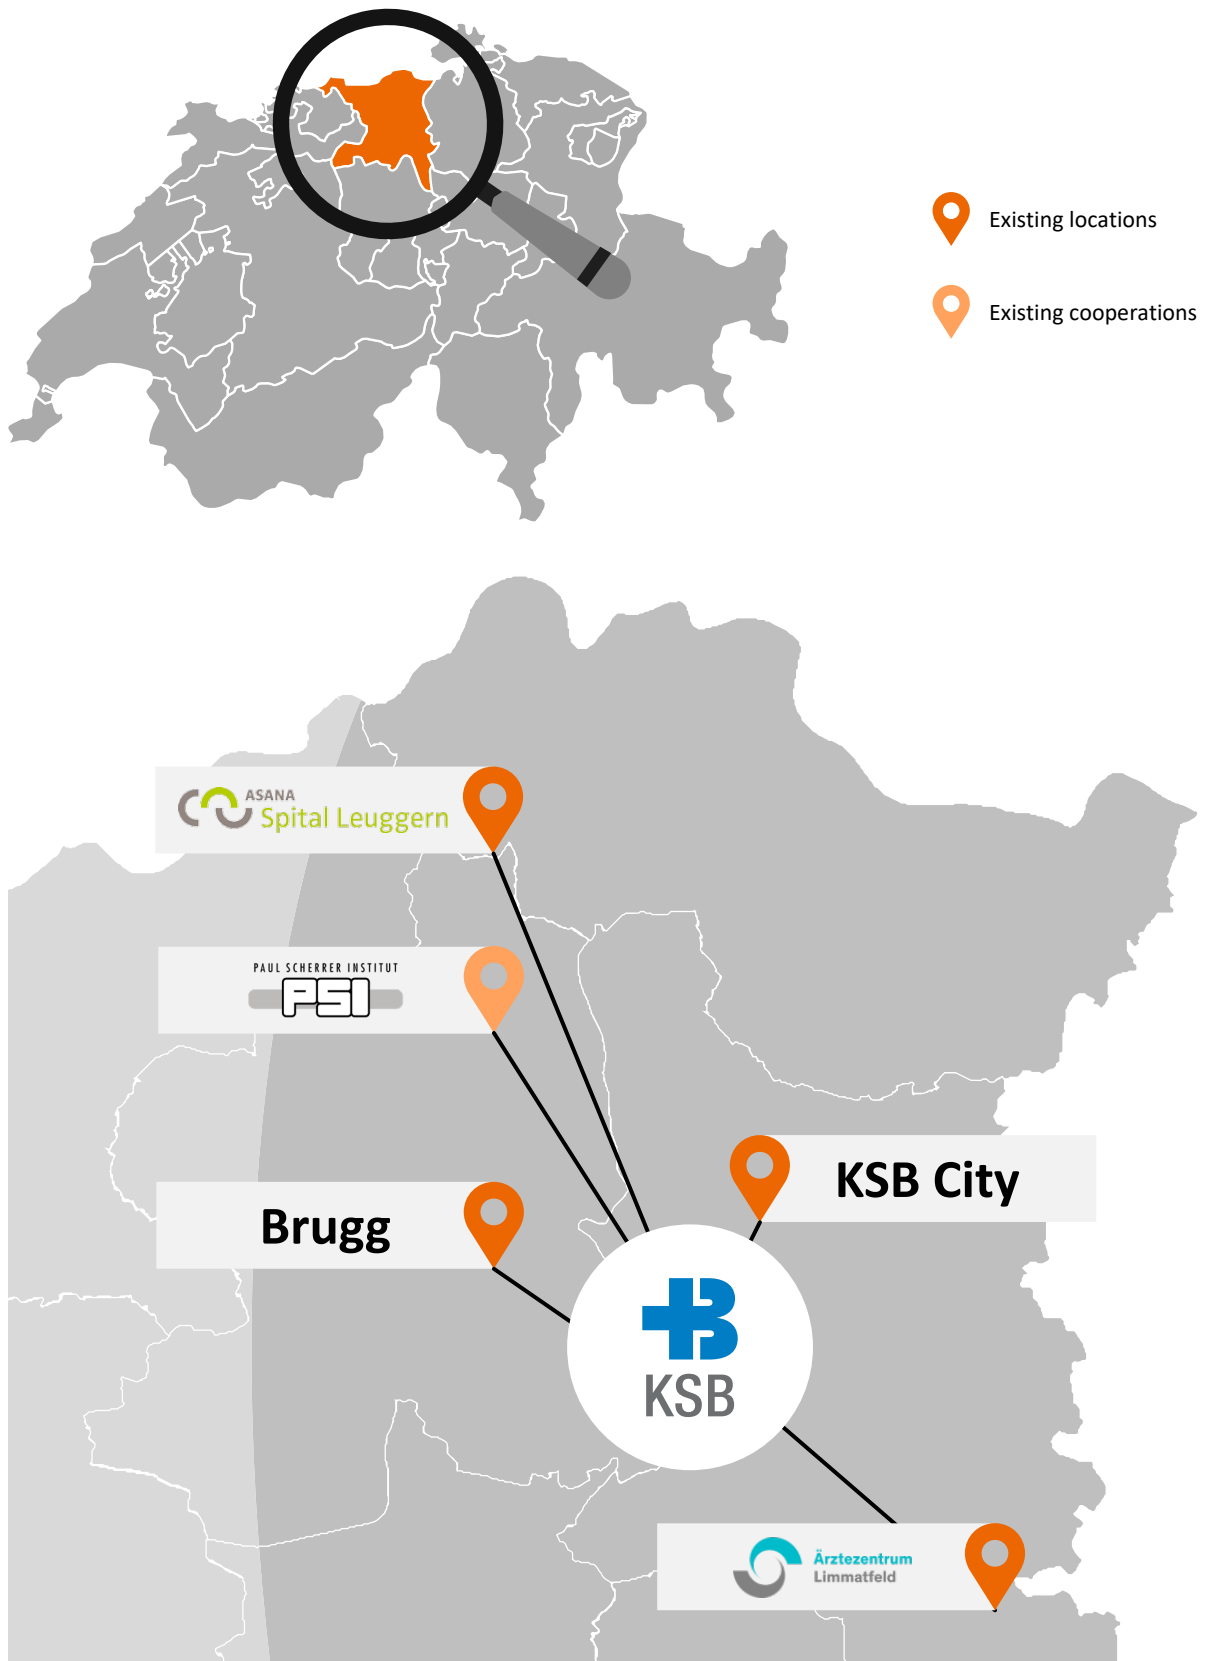 Existing locations
Existing cooperations
ASANA
Spital Leuggern
PAUL SCHERRER INSTITUT
PSI
KSB City
Brugg
B
KSB
Ärztezentrum
Limmatfeld